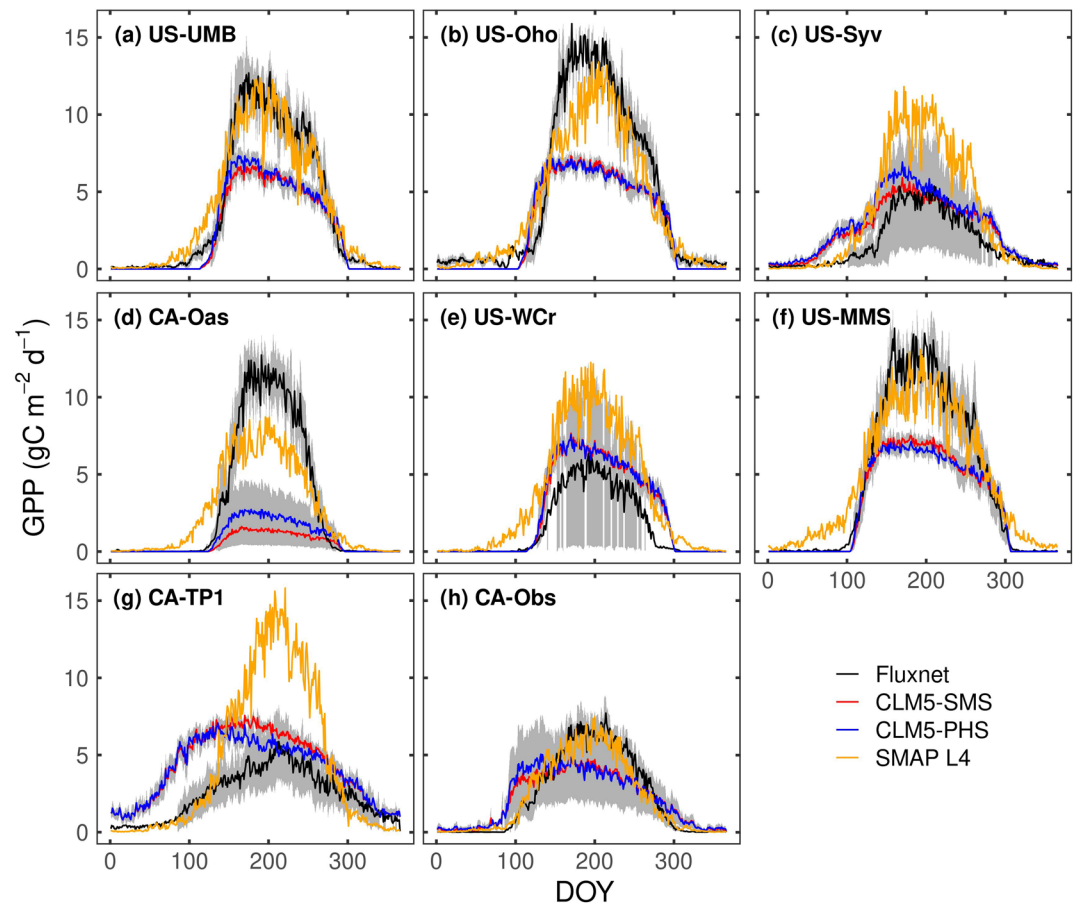 (a) US-UMB
(b) US-Oho
(c) US-Syv
15
10
5
0
(d) CA-Oas
(e) US-WCr
(f) US-MMS
15
10
5
0
0 100 200 300
(g) CA-TP1
(h) CA-Obs
15
10
5
0
0 100 200 300
0 100 200 300
GPP (gC m−2 d−1)
DOY
Fluxnet
CLM5-SMS
CLM5-PHS
SMAP L4